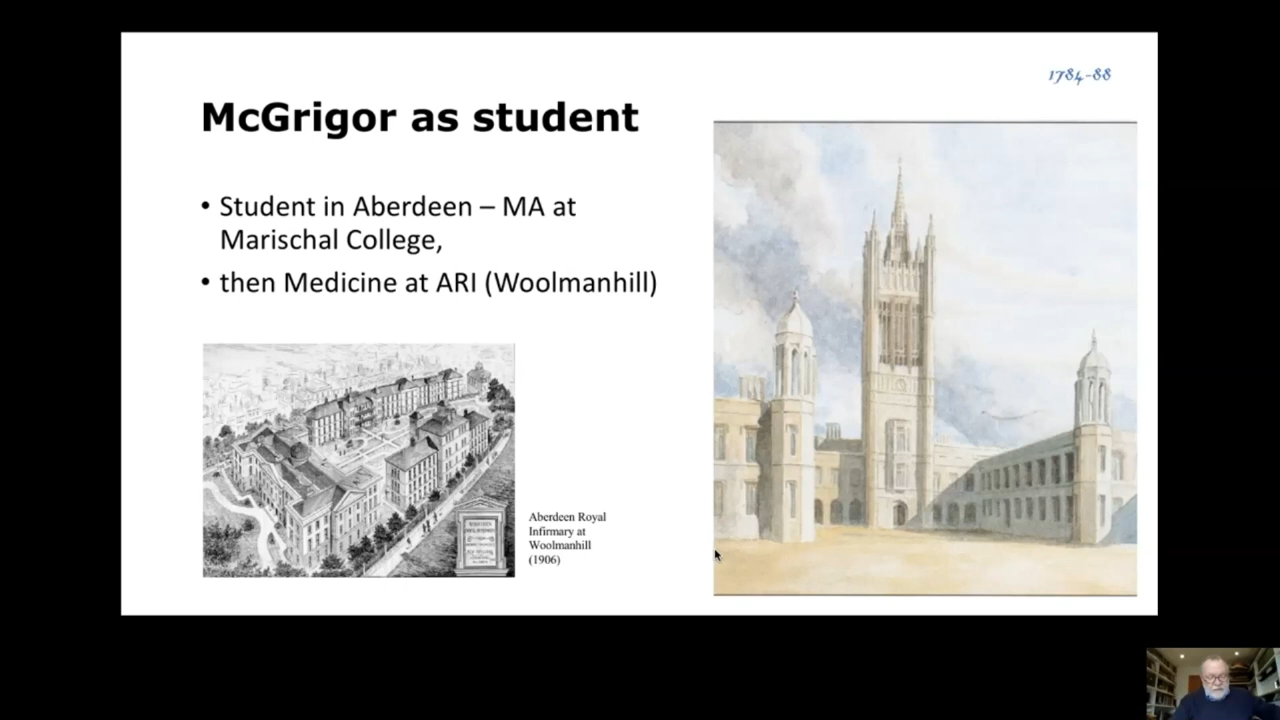 1784-88
McGrigor as student
• Student in Aberdeen – MA at
Marischal College,
• then Medicine at ARI (Woolmanhill)
Aberdeen Royal
Infirmary at
Woolmanhill
(1906)